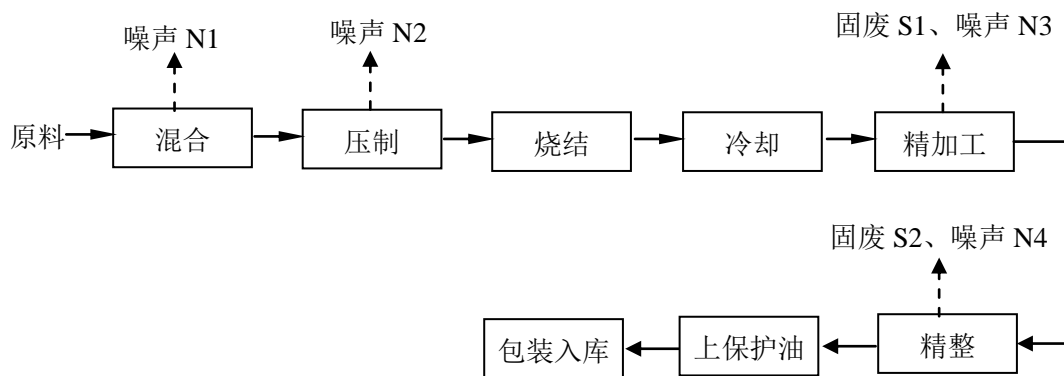 噪声 N1
噪声 N2
固废 S1、噪声 N3
原料
混合
压制
烧结
冷却
精加工
固废 S2、噪声 N4
包装入库
上保护油
精整